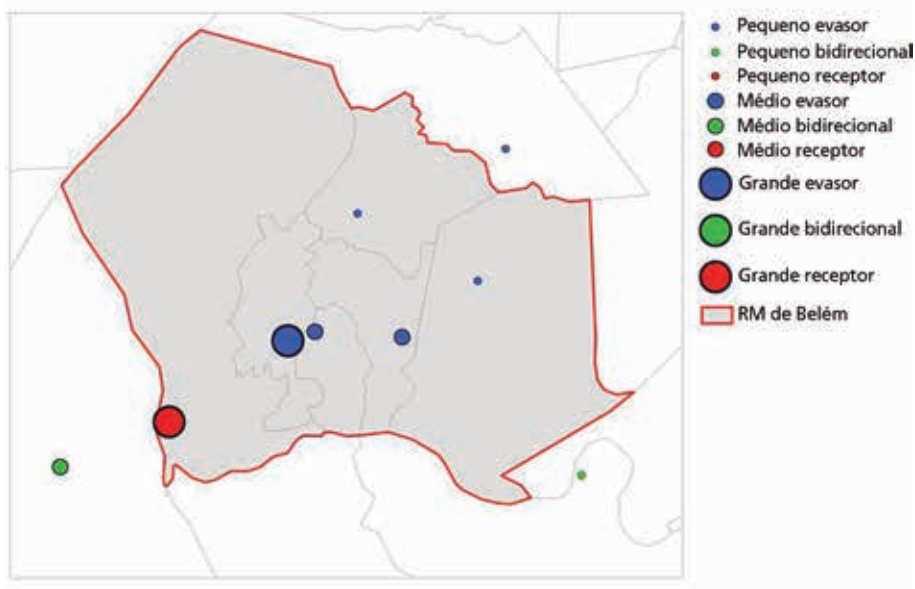 Pequeno evasor
Pequeno bidirecional
Pequeno receptor
Médio evasor
Médio bidirecional
Médio receptor
Grande evasor
Grande bidirecional
Grande receptor
RM de Belém